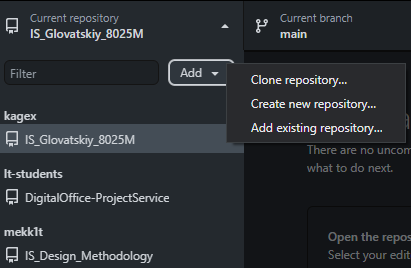 Current repository
IS_Glovatskiy_8025M
Current branch
main
Filter
Add
Clone repository...
Create new repository...
Add existing repository...
kagex
IS_Glovatskiy_8025M
There are no uncom
what to do next.
lt-students
DigitalOffice-ProjectService
mekk1t
IS_Design_Methodology
Open the repos
Select your edit